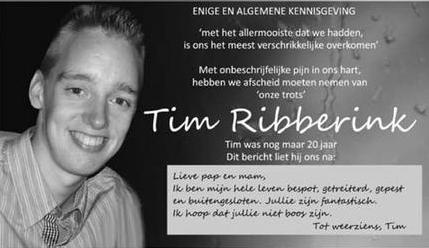 ENIGE EN ALGEMENE KENNISGEVING
'met het allermooiste dat we hadden,
is ons het meest verschrikkelijke overkomen'
Met onbeschrijfelijke pijn in ons hart,
hebben we afscheid moeten nemen van
'onze trots'
Tim Ribberink
Tim was nog maar 20 jaar
Dit bericht liet hij ons na:
Lieve pap en mam,
Ik ben mijn hele leven bespot, getreiterd, gepest
en buitengesloten. Jullie zijn fantastisch.
Ik hoop dat jullie niet boos zijn.
Tot weerziens, Tim